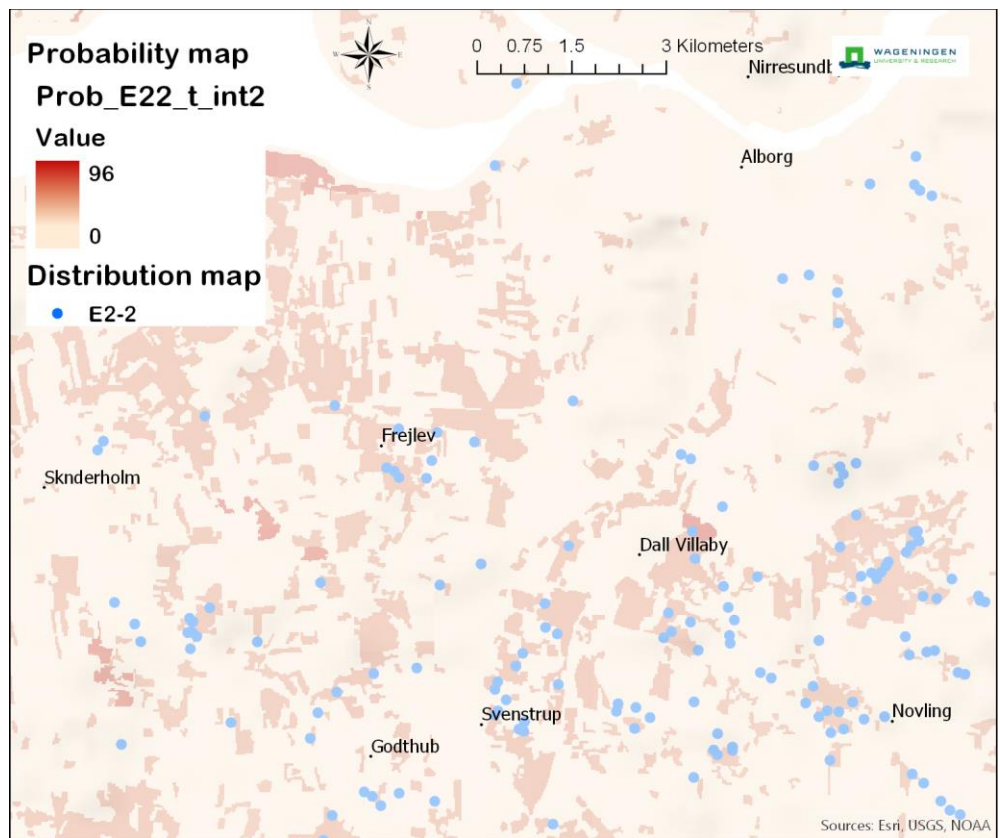 Probability map
Prob_E22_t_int2
Value
96
0
Distribution map
E2-2
N
W
E
S
0 0.75 1.5 3 Kilometers
WAGENINGEN
UNIVERSITY & RESEARCH
Nirresundb
Alborg
Frejlev
Sknderholm
Dall Villaby
Svenstrup
Novling
Godthub
Sources: Esri, USGS, NOAA